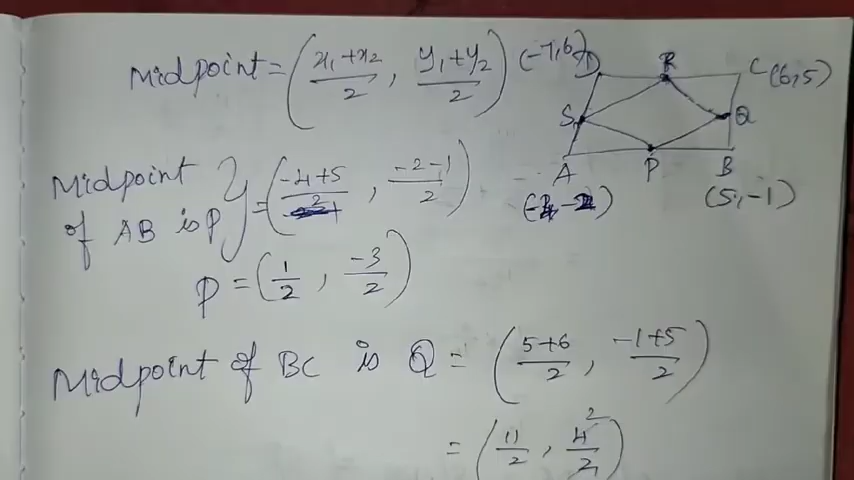 Midpoint = (x₁+x₂/2, y₁+y₂/2)
(-7,6) D R C (6,5)
S Q
A P B
(5,-1)
Midpoint of AB is P } = (-4+5/2, -2-1/2)
P = (1/2, -3/2)
Midpoint of BC is Q = (5+6/2, -1+5/2)
= (11/2, 4²/2₁)